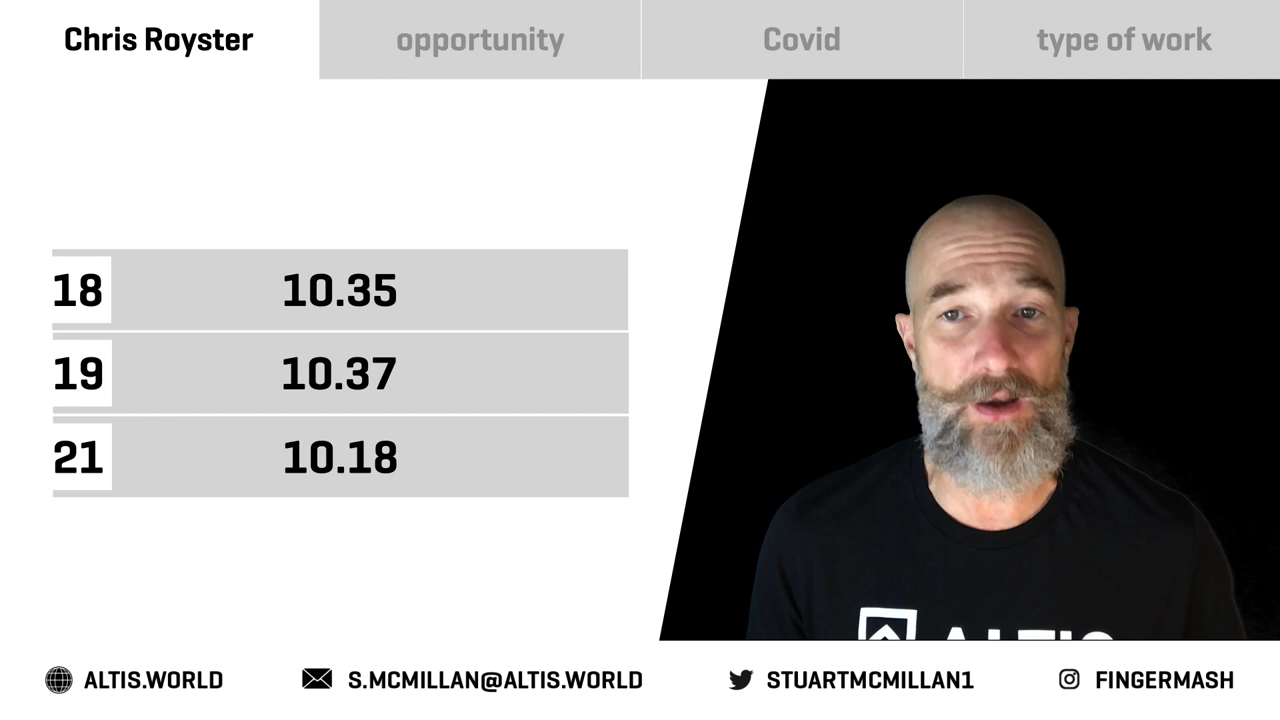 Chris Royster
opportunity
Covid
type of work
18 10.35
19 10.37
21 10.18
ALTIS
ALTIS.WORLD
S.MCMILLAN@ALTIS.WORLD
STUARTMCMILLAN1
FINGERMASH